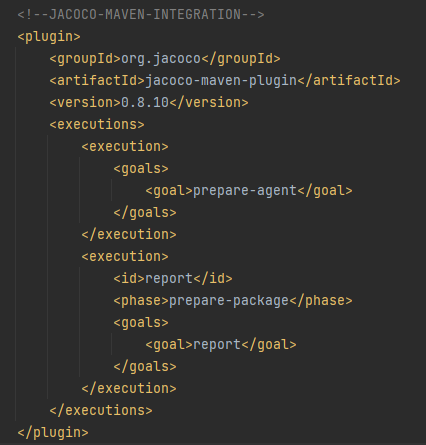 <!--JACOCO-MAVEN-INTEGRATION-->
<plugin>
    <groupId>org.jacoco</groupId>
    <artifactId>jacoco-maven-plugin</artifactId>
    <version>0.8.10</version>
    <executions>
        <execution>
            <goals>
                <goal>prepare-agent</goal>
            </goals>
        </execution>
        <execution>
            <id>report</id>
            <phase>prepare-package</phase>
            <goals>
                <goal>report</goal>
            </goals>
        </execution>
    </executions>
</plugin>